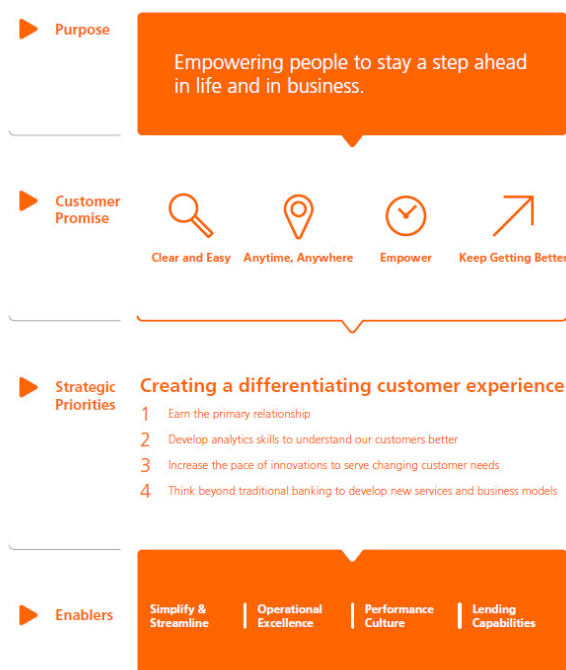 Purpose
Empowering people to stay a step ahead
in life and in business.
Customer
Promise
Clear and Easy
Anytime, Anywhere
Empower
Keep Getting Better
Strategic
Priorities
Creating a differentiating customer experience
1 Earn the primary relationship
2 Develop analytics skills to understand our customers better
3 Increase the pace of innovations to serve changing customer needs
4 Think beyond traditional banking to develop new services and business models
Enablers
Simplify &
Streamline
Operational
Excellence
Performance
Culture
Lending
Capabilities